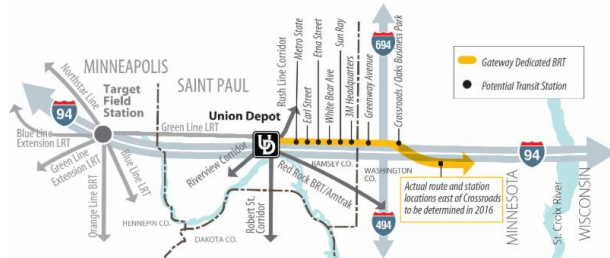 MINNEAPOLIS
SAINT PAUL
Northstar Line
Target
Field
Station
94
Blue Line
Extension LRT
Green Line
Extension LRT
Orange Line BRT
Blue Line LRT
Green Line LRT
Union Depot
UD
Rush Line Corridor
Riverview Corridor
Robert St.
Corridor
Red Rock BRT/Amtrak
HENNEPIN CO.
DAKOTA CO.
RAMSEY CO.
WASHINGTON
CO.
Metro State
Earl Street
Etna Street
White Bear Ave
Sun Ray
3M Headquarters
Greenway Avenue
Crossroads / Oaks Business Park
694
494
94
Gateway Dedicated BRT
Potential Transit Station
Actual route and station
locations east of Crossroads
to be determined in 2016
MINNESOTA
St. Croix River
WISCONSIN